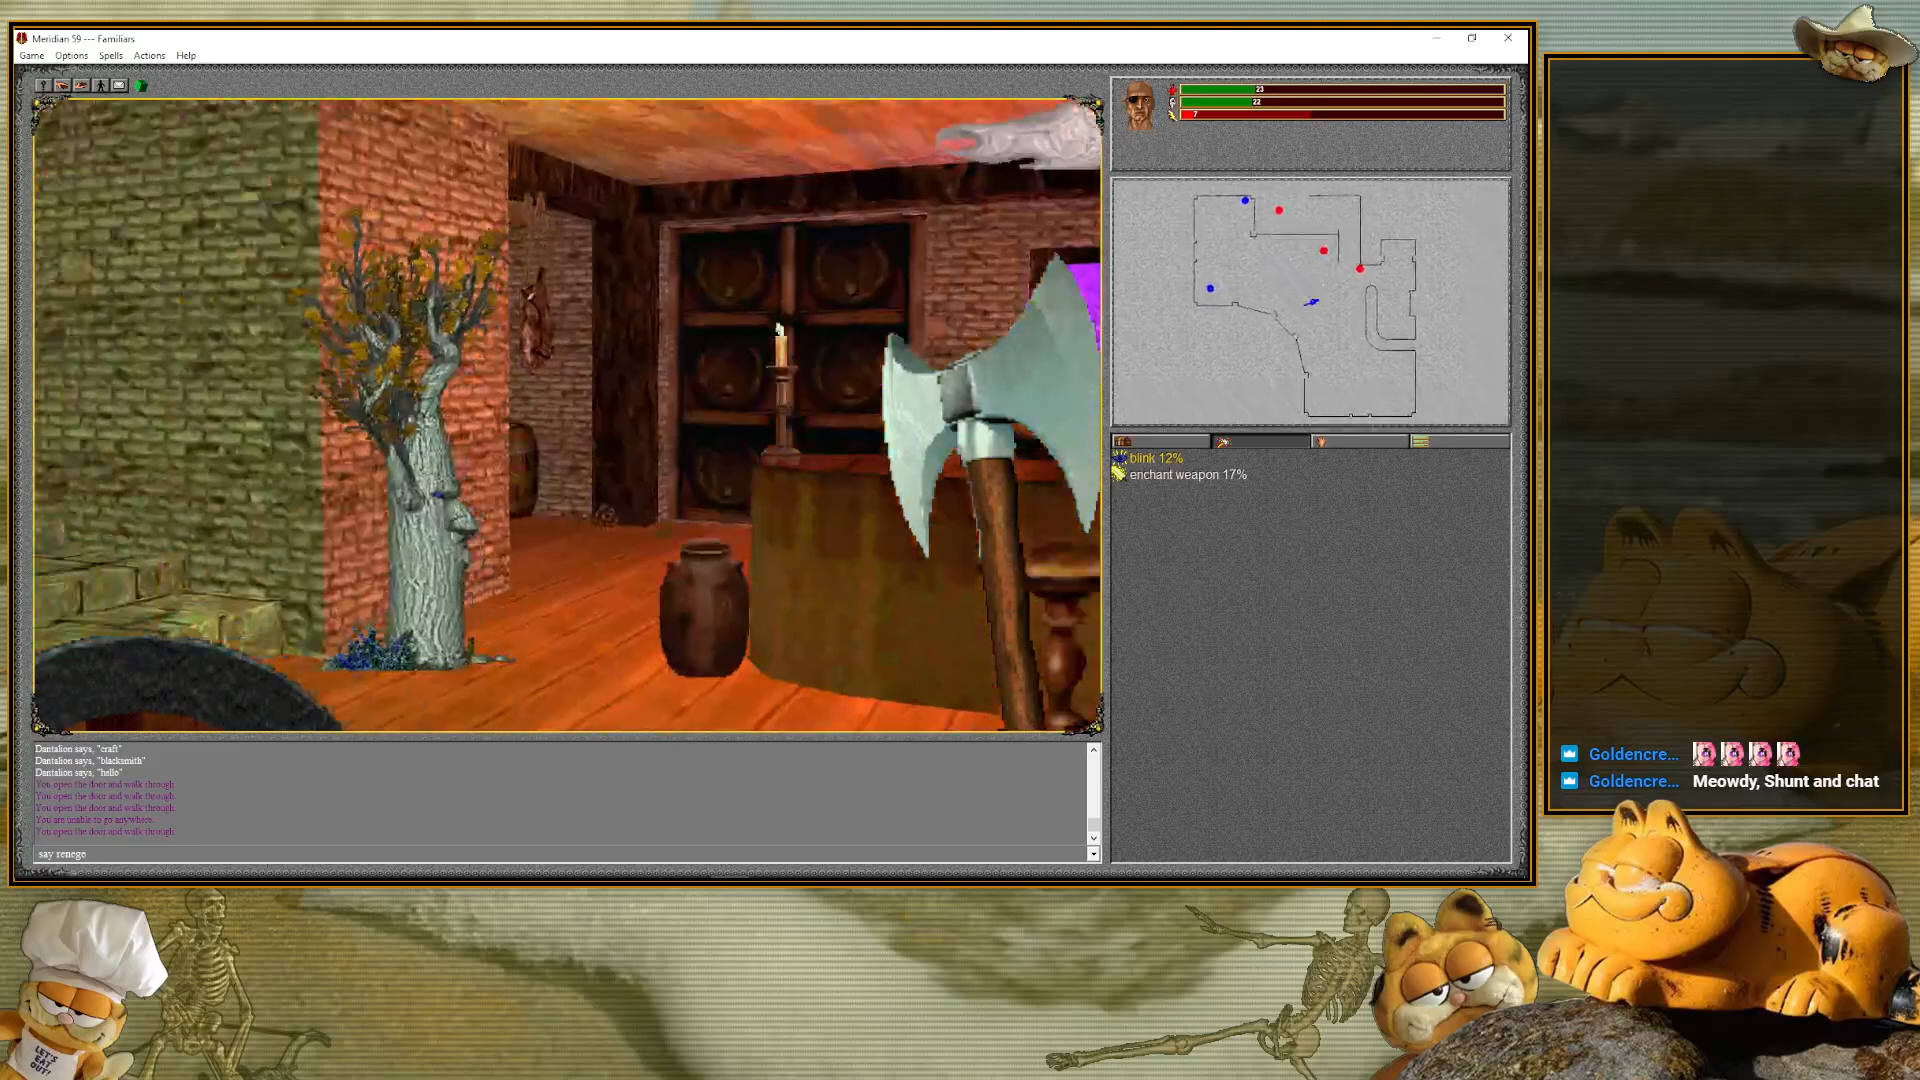 Meridian 59 --- Familiars
Game Options Spells Actions Help
23
22
7
blink 12%
enchant weapon 17%
Dantalion says, "craft"
Dantalion says, "blacksmith"
Dantalion says, "hello"
You open the door and walk through.
You open the door and walk through.
You open the door and walk through.
You are unable to go anywhere.
You open the door and walk through.
say renege
Goldencre...
Goldencre... Meowdy, Shunt and chat
LET'S
EAT
OUT!